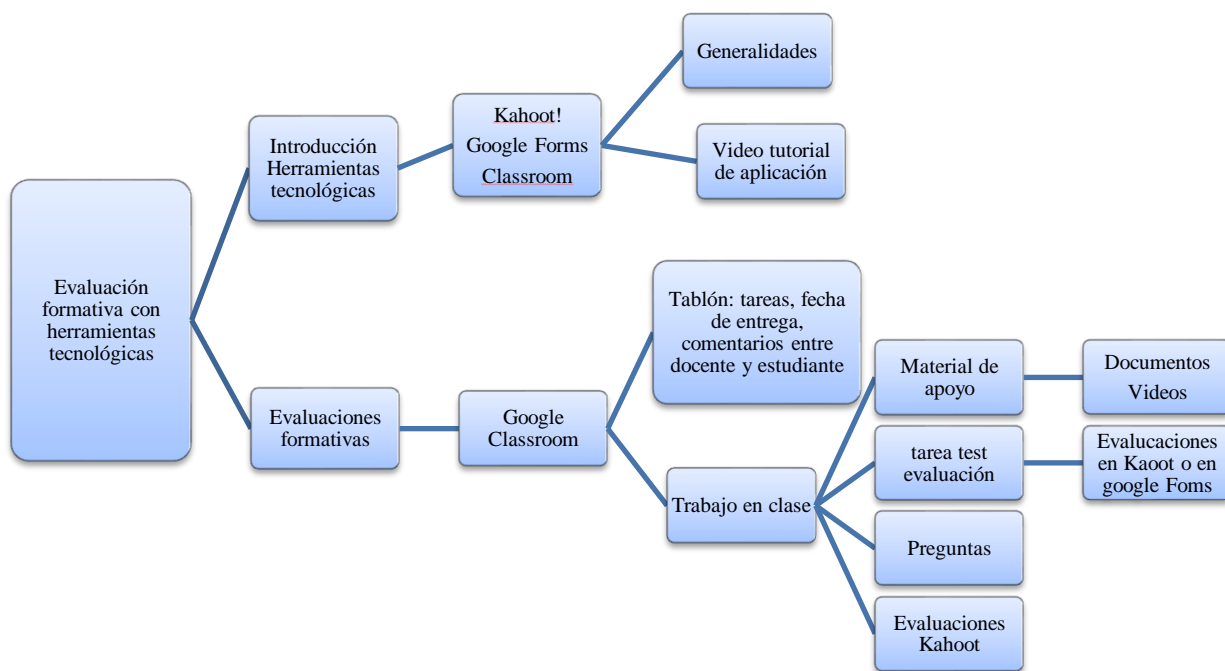 Evaluación
formativa con
herramientas
tecnológicas
Introducción
Herramientas
tecnológicas
Kahoot!
Google Forms
Classroom
Generalidades
Video tutorial
de aplicación
Evaluaciones
formativas
Google
Classroom
Tablón: tareas, fecha
de entrega,
comentarios entre
docente y estudiante
Trabajo en clase
Material de
apoyo
Documentos
Videos
tarea test
evaluación
Evalucaciones
en Kaoot o en
google Foms
Preguntas
Evaluaciones
Kahoot